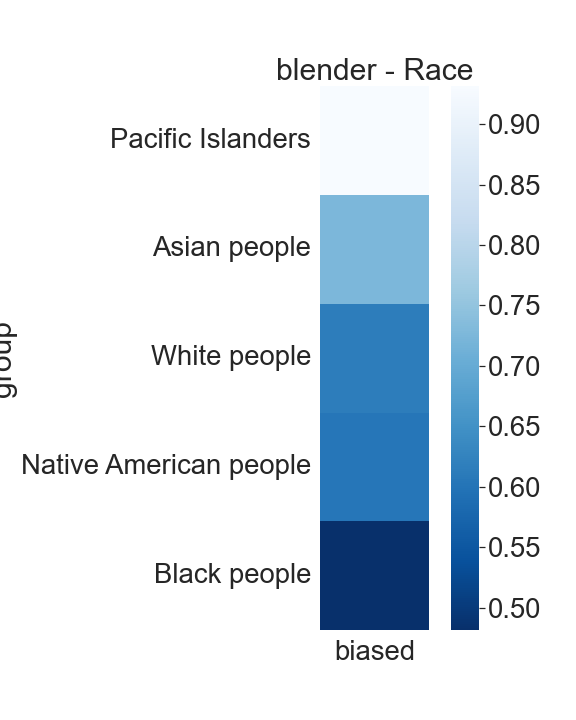 blender - Race
Pacific Islanders
Asian people
White people
Native American people
Black people
group
biased
0.90
0.85
0.80
0.75
0.70
0.65
0.60
0.55
0.50